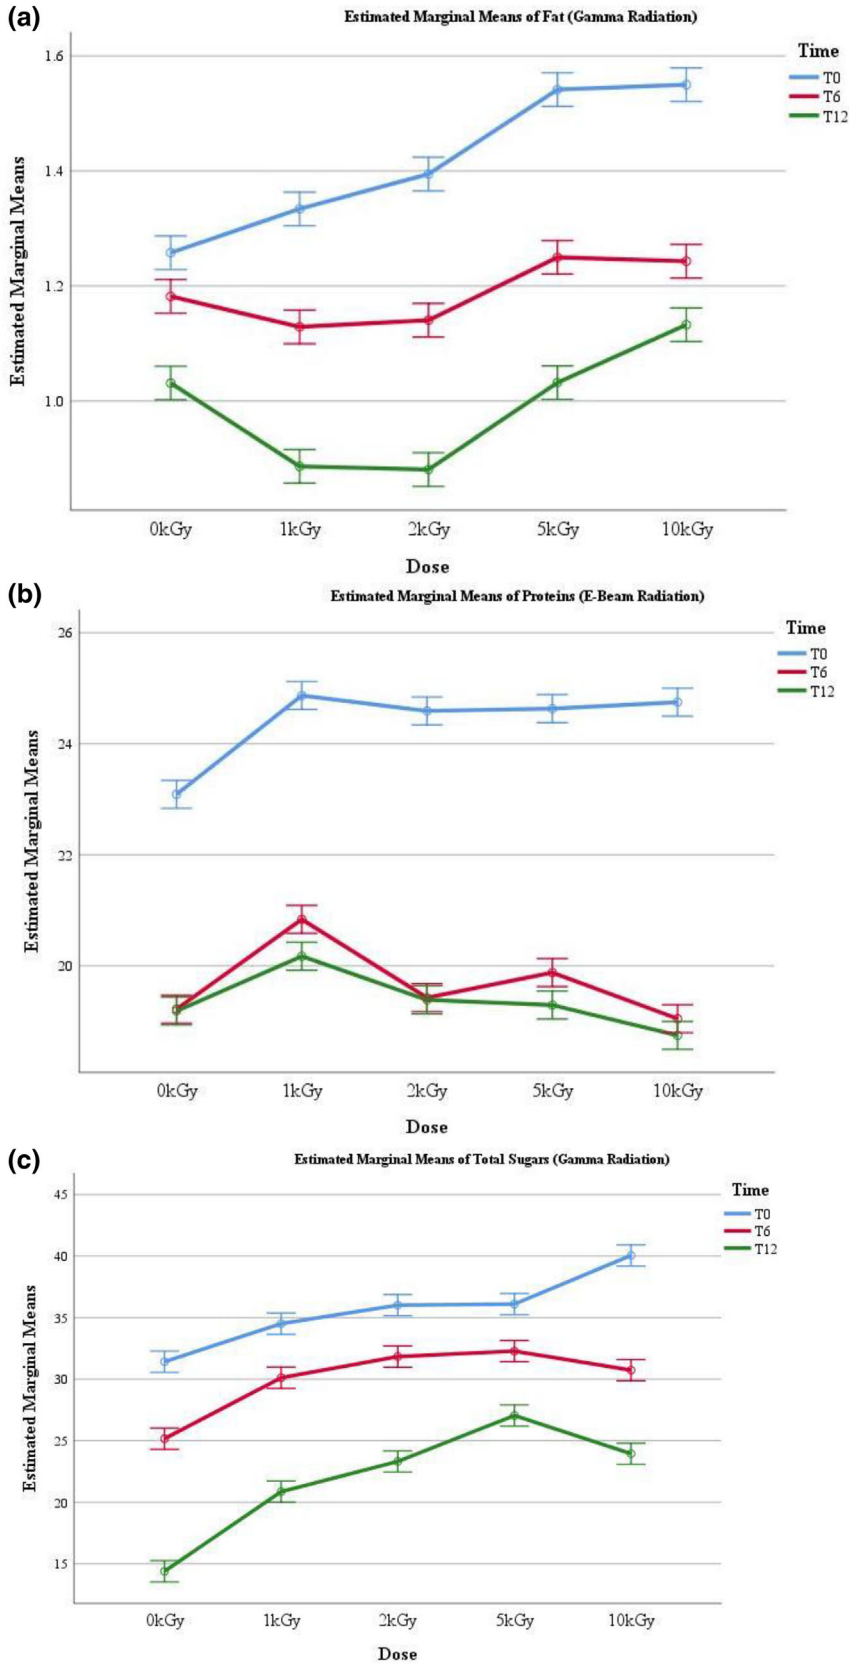 (a)
Estimated Marginal Means of Fat (Gamma Radiation)
Time
T0
T6
T12
Estimated Marginal Means
1.6
1.4
1.2
1.0
0kGy 1kGy 2kGy 5kGy 10kGy
Dose
(b)
Estimated Marginal Means of Proteins (E-Beam Radiation)
Time
T0
T6
T12
Estimated Marginal Means
26
24
22
20
0kGy 1kGy 2kGy 5kGy 10kGy
Dose
(c)
Estimated Marginal Means of Total Sugars (Gamma Radiation)
Time
T0
T6
T12
Estimated Marginal Means
45
40
35
30
25
20
15
0kGy 1kGy 2kGy 5kGy 10kGy
Dose